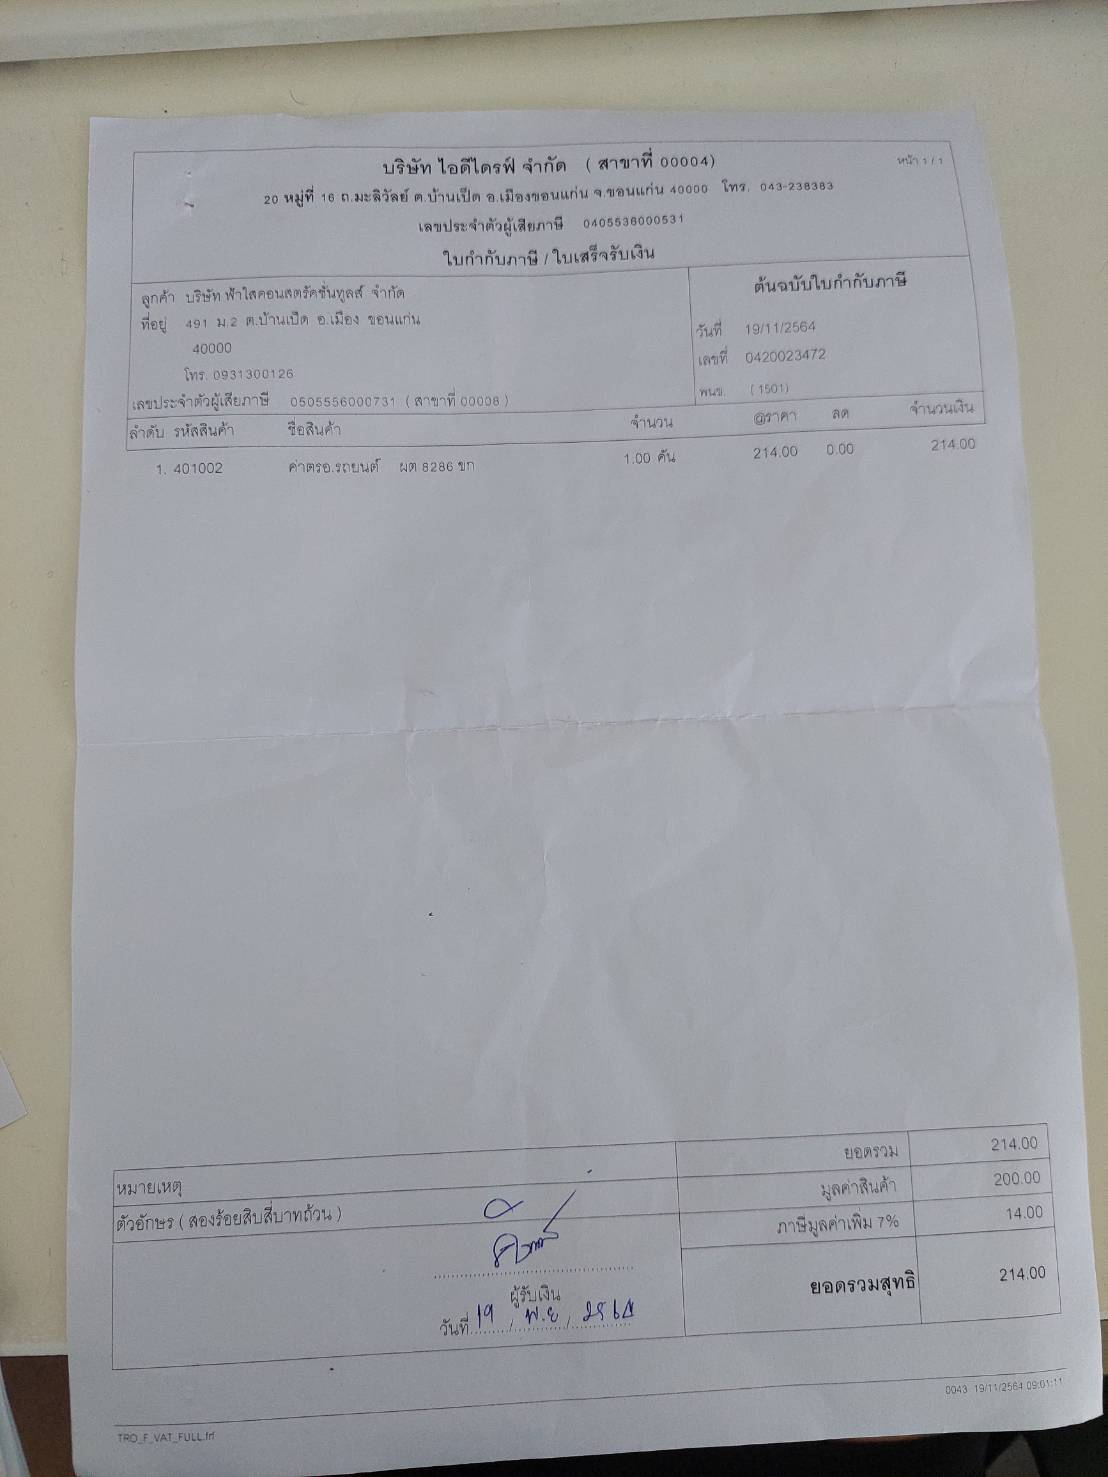 บริษัท ไอดีไดรฟ์ จำกัด ( สาขาที่ 00004)
หน้า 1 / 1
20 หมู่ที่ 16 ถ.มะลิวัลย์ ต.บ้านเป็ด อ.เมืองขอนแก่น จ.ขอนแก่น 40000 โทร. 043-238383
เลขประจำตัวผู้เสียภาษี 0405536000531
ใบกำกับภาษี / ใบเสร็จรับเงิน
ลูกค้า บริษัท ฟ้าใสคอนสตรัคชั่นทูลส์ จำกัด
ต้นฉบับใบกำกับภาษี
ที่อยู่ 491 ม.2 ต.บ้านเป็ด อ.เมือง ขอนแก่น
40000
วันที่ 19/11/2564
โทร. 0931300126
เลขที่ 0420023472
เลขประจำตัวผู้เสียภาษี 0505556000731 ( สาขาที่ 00008 )
พนข. ( 1501)
ลำดับ รหัสสินค้า ชื่อสินค้า จำนวน @ราคา ลด จำนวนเงิน
1. 401002 ค่าตรอ.รถยนต์ ผต 8286 ขก 1.00 คัน 214.00 0.00 214.00
หมายเหตุ
ยอดรวม 214.00
มูลค่าสินค้า 200.00
ตัวอักษร ( สองร้อยสิบสี่บาทถ้วน )
ภาษีมูลค่าเพิ่ม 7% 14.00
ยอดรวมสุทธิ 214.00
ผู้รับเงิน
วันที่ 19 / พ.ย / 2564
0043 19/11/2564 09:01:11
TRO_F_VAT_FULL.frf